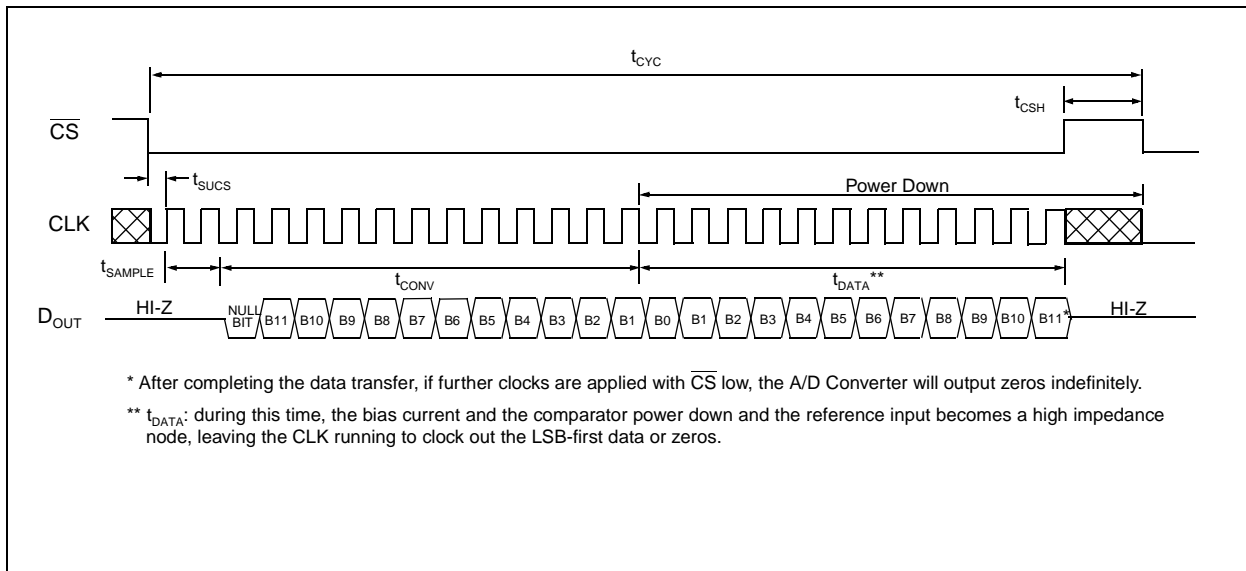 tCYC
tCSH
CS
tSUCS
Power Down
CLK
tSAMPLE
tCONV
tDATA**
DOUT
HI-Z
NULL BIT B11 B10 B9 B8 B7 B6 B5 B4 B3 B2 B1 B0 B1 B2 B3 B4 B5 B6 B7 B8 B9 B10 B11*
HI-Z
* After completing the data transfer, if further clocks are applied with CS low, the A/D Converter will output zeros indefinitely.
** tDATA: during this time, the bias current and the comparator power down and the reference input becomes a high impedance
node, leaving the CLK running to clock out the LSB-first data or zeros.